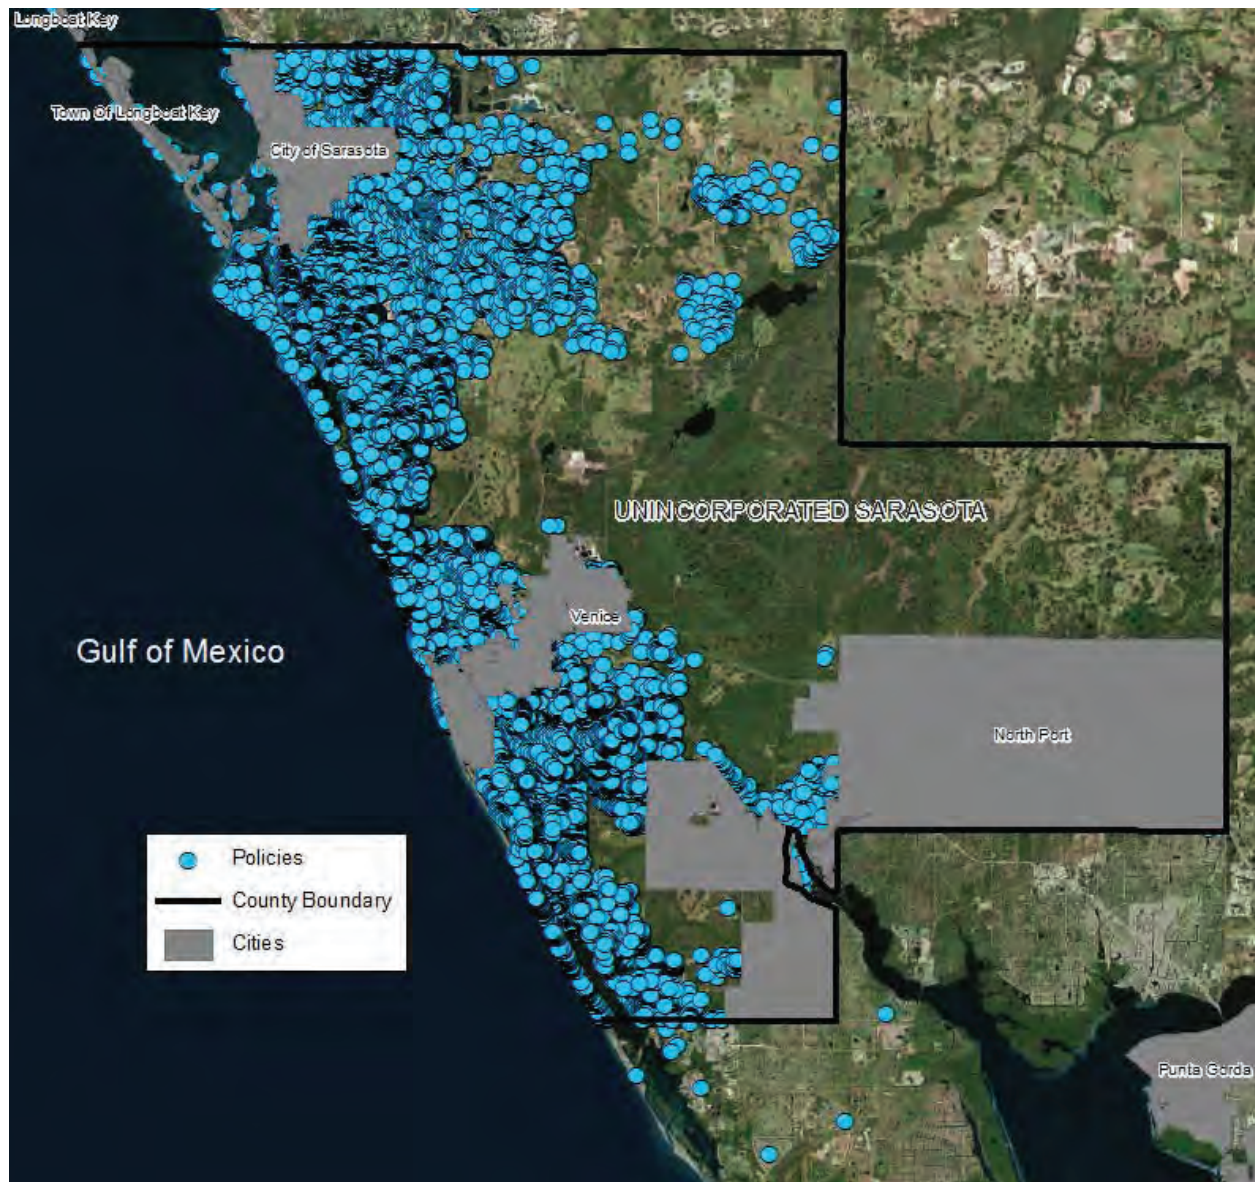 Longboat Key
Town Of Longboat Key
City of Sarasota
UNINCORPORATED SARASOTA
Venice
Gulf of Mexico
North Port
Policies
County Boundary
Cities
Punta Gorda